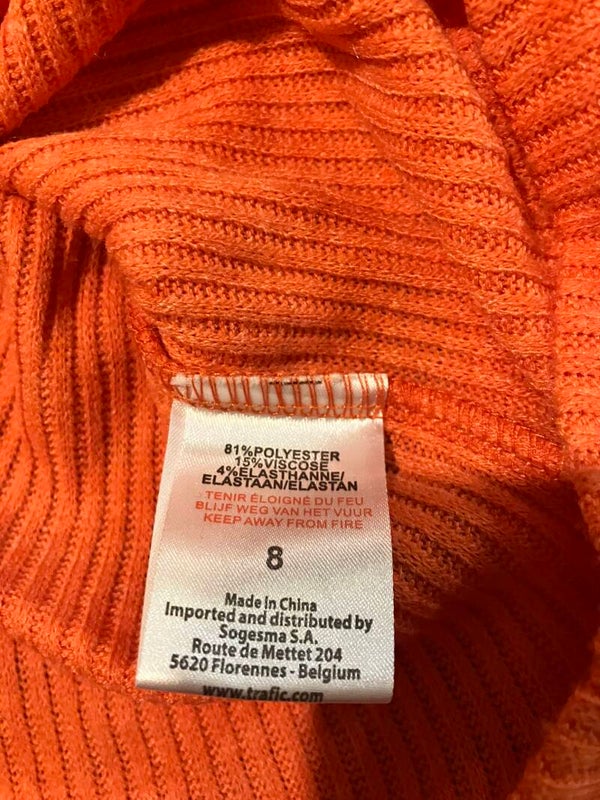 81%POLYESTER
15%VISCOSE
4%ELASTHANNE/
ELASTAAN/ELASTAN
TENIR ÉLOIGNÉ DU FEU
BLIJF WEG VAN HET VUUR
KEEP AWAY FROM FIRE
8
Made in China
Imported and distributed by
Sogesma S.A.
Route de Mettet 204
5620 Florennes - Belgium
www.trafic.com